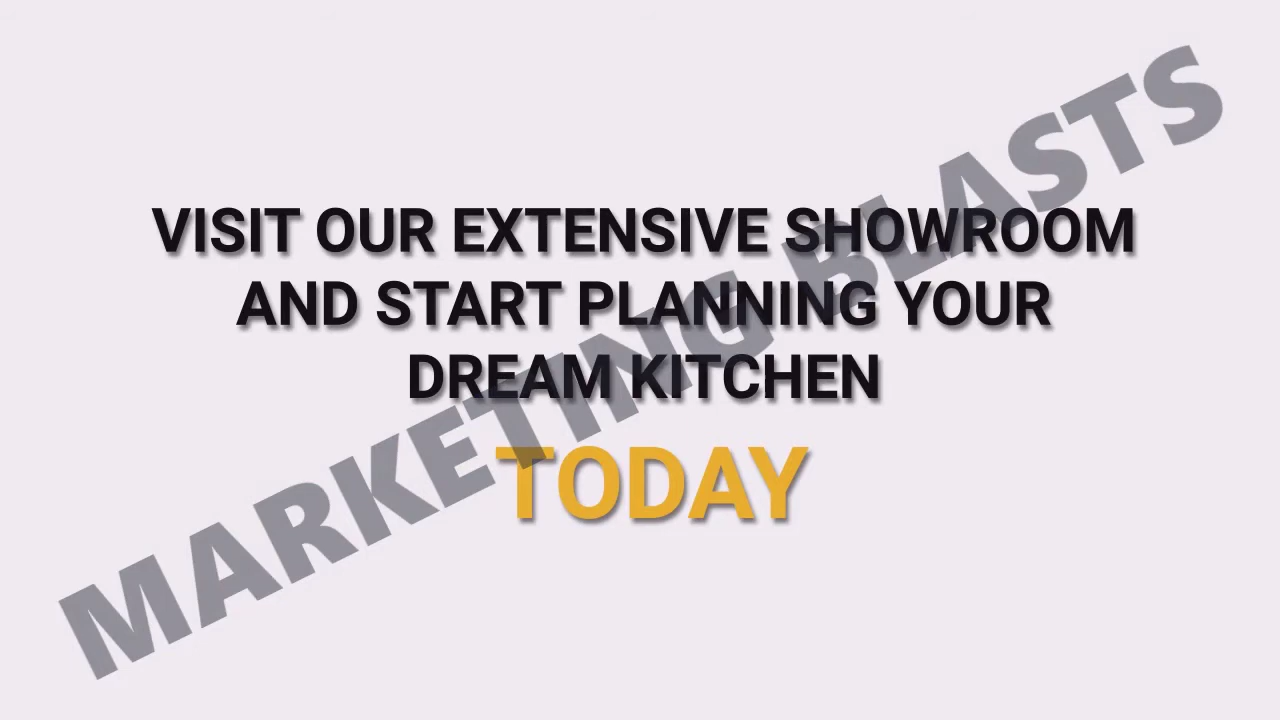 VISIT OUR EXTENSIVE SHOWROOM
AND START PLANNING YOUR
DREAM KITCHEN
TODAY
MARKETING BLASTS